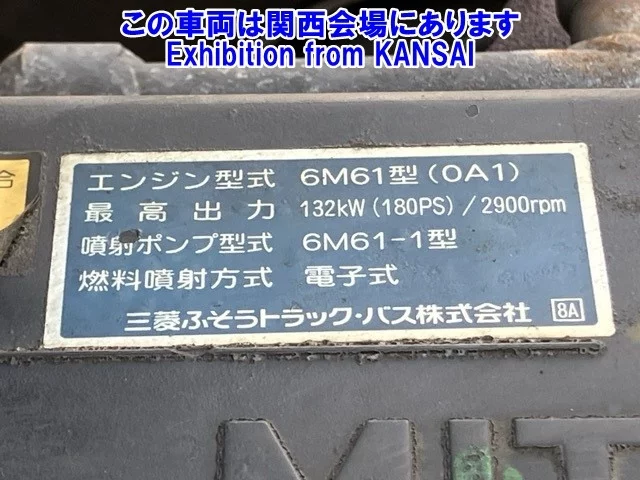 この車両は関西会場にあります
Exhibition from KANSAI
合
エンジン型式 6M61型(0A1)
最高出力 132kW(180PS)/2900rpm
噴射ポンプ型式 6M61-1型
燃料噴射方式 電子式
三菱ふそうトラック・バス株式会社 8A
MIT